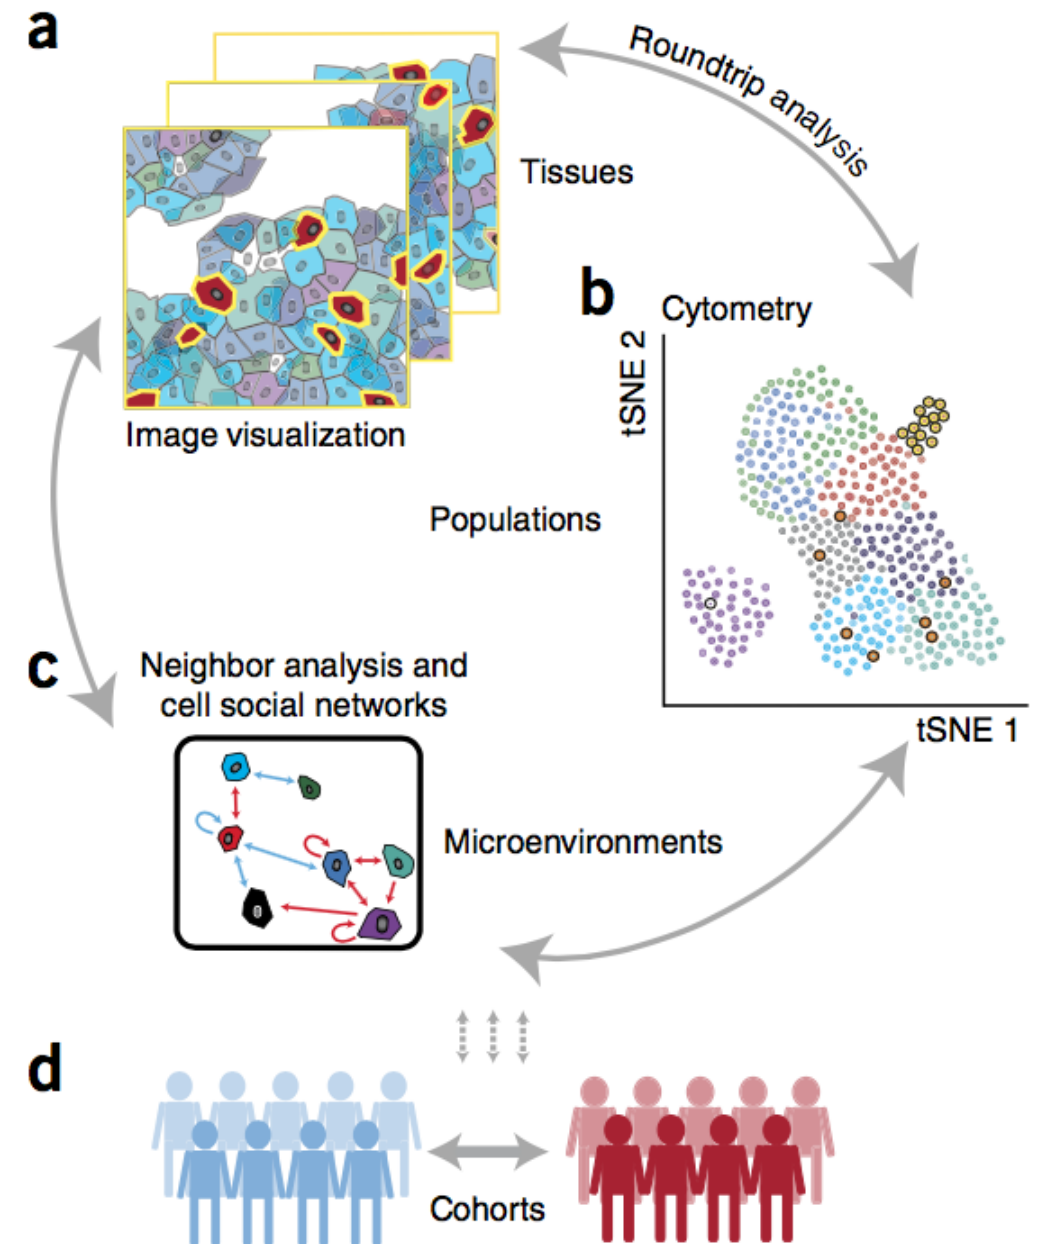 a
Roundtrip analysis
Tissues
Image visualization
b
Cytometry
tSNE 2
tSNE 1
Populations
c
Neighbor analysis and
cell social networks
Microenvironments
d
Cohorts